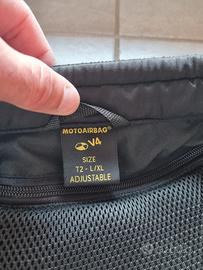 MOTOAIRBAG®
V4
SIZE
T2 - L/XL
ADJUSTABLE